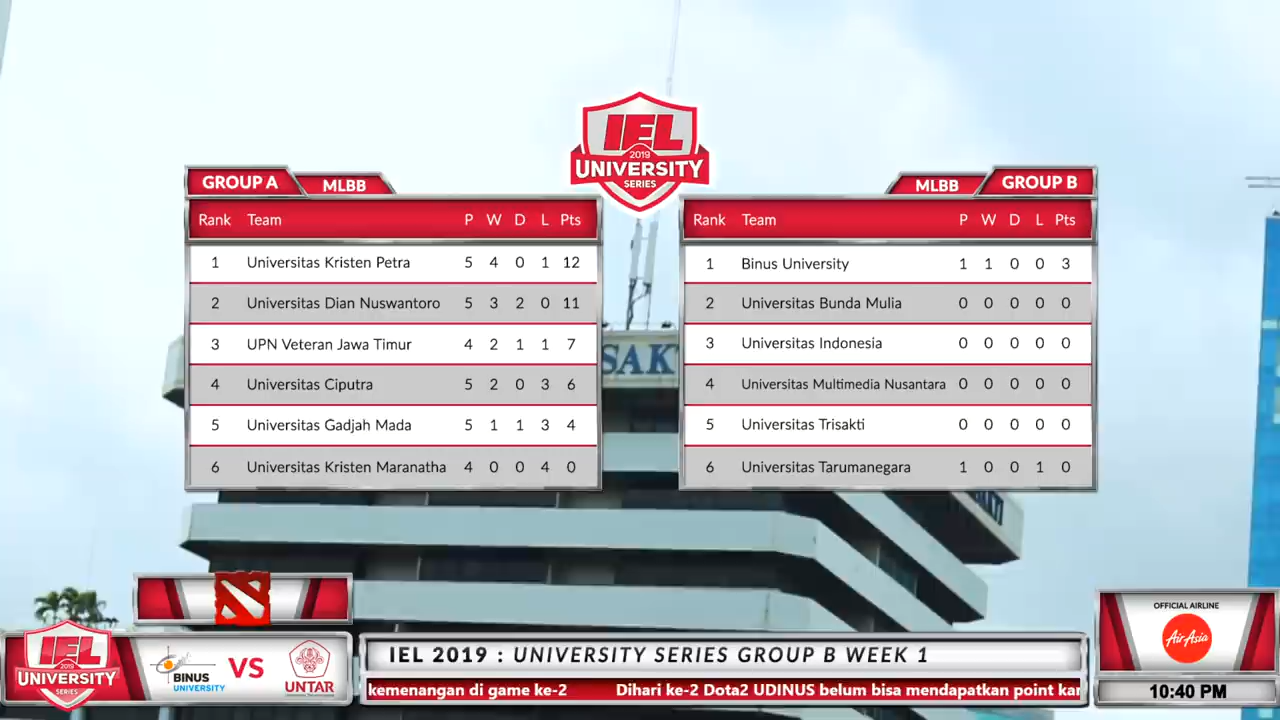 IEL
2019
UNIVERSITY
SERIES
GROUP A MLBB
Rank Team P W D L Pts
1 Universitas Kristen Petra 5 4 0 1 12
2 Universitas Dian Nuswantoro 5 3 2 0 11
3 UPN Veteran Jawa Timur 4 2 1 1 7
4 Universitas Ciputra 5 2 0 3 6
5 Universitas Gadjah Mada 5 1 1 3 4
6 Universitas Kristen Maranatha 4 0 0 4 0
MLBB GROUP B
Rank Team P W D L Pts
1 Binus University 1 1 0 0 3
2 Universitas Bunda Mulia 0 0 0 0 0
3 Universitas Indonesia 0 0 0 0 0
4 Universitas Multimedia Nusantara 0 0 0 0 0
5 Universitas Trisakti 0 0 0 0 0
6 Universitas Tarumanegara 1 0 0 1 0
SAKT
IEL
2019
UNIVERSITY
SERIES
BINUS
UNIVERSITY
VS
UNTAR
IEL 2019 : UNIVERSITY SERIES GROUP B WEEK 1
kemenangan di game ke-2 Dihari ke-2 Dota2 UDINUS belum bisa mendapatkan point kar
OFFICIAL AIRLINE
AirAsia
10:40 PM